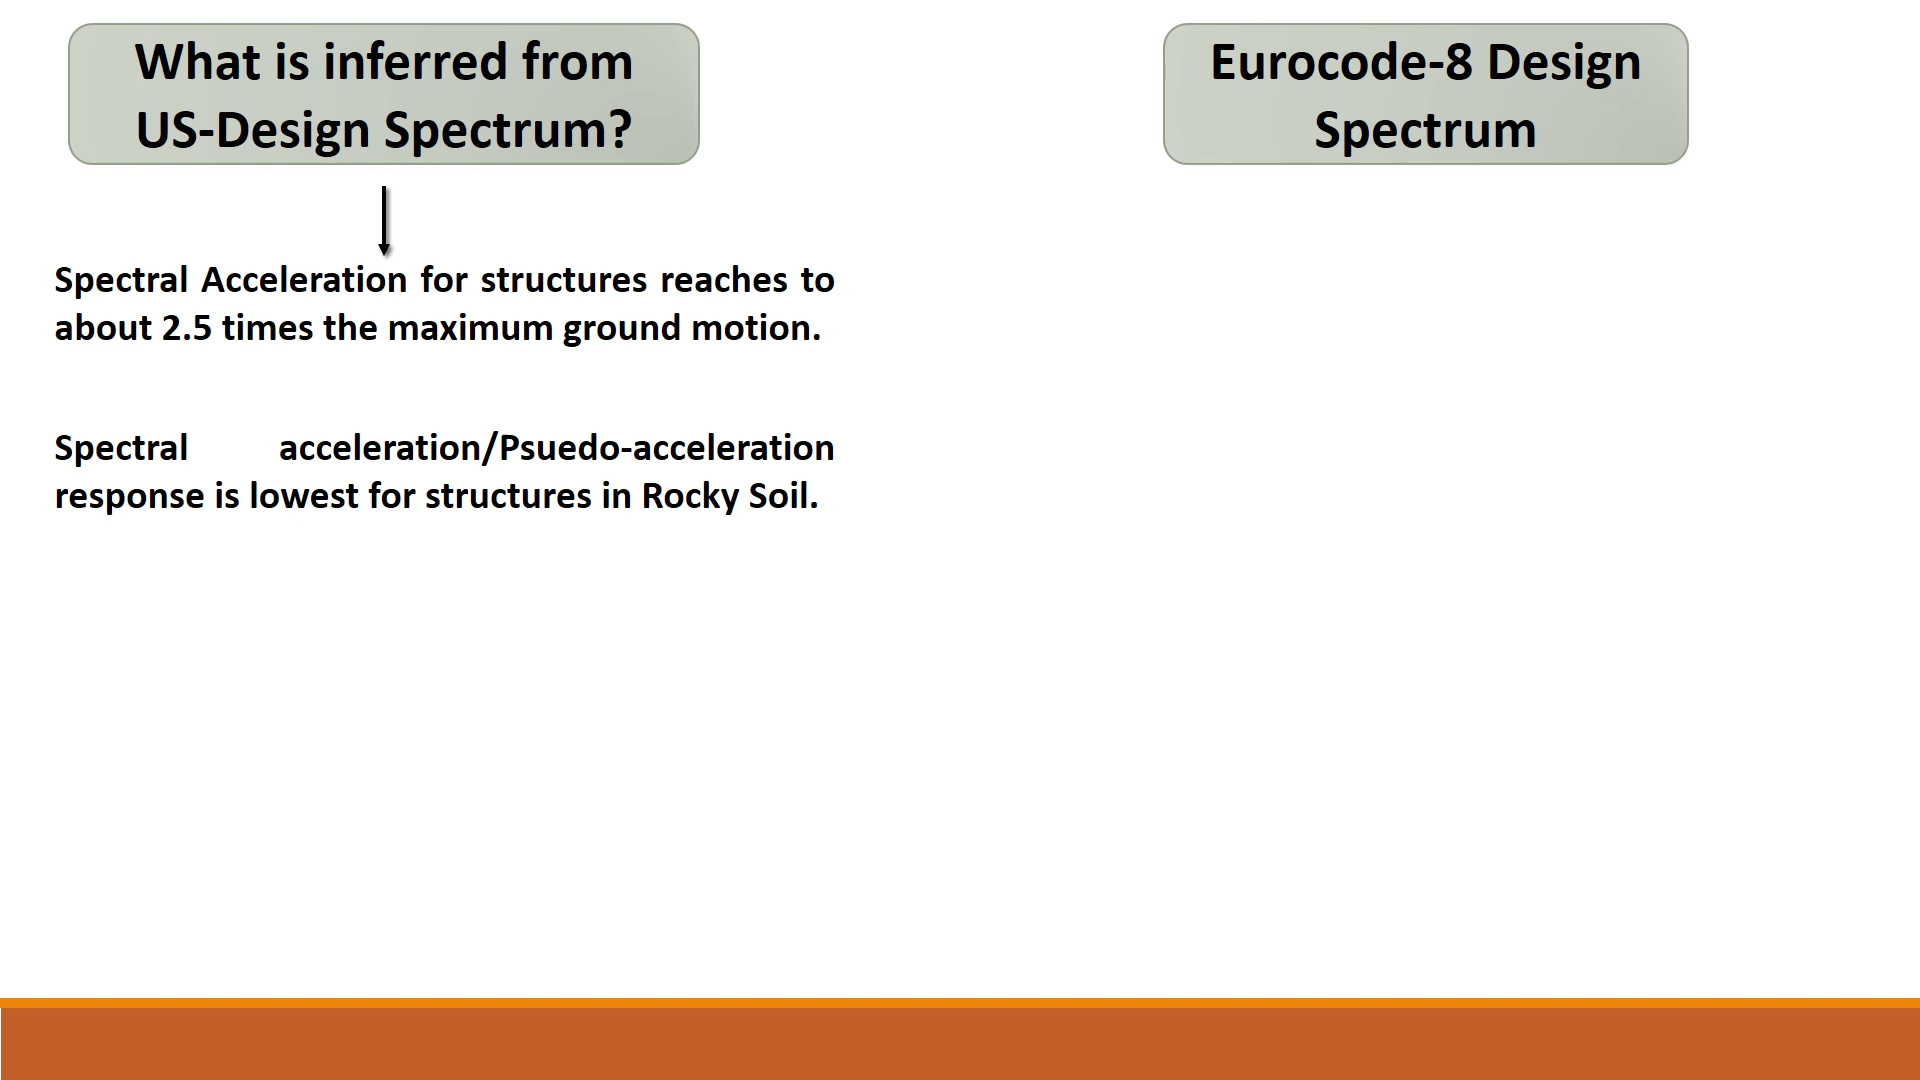 What is inferred from
US-Design Spectrum?
Spectral Acceleration for structures reaches to
about 2.5 times the maximum ground motion.
Spectral acceleration/Psuedo-acceleration
response is lowest for structures in Rocky Soil.
Eurocode-8 Design
Spectrum